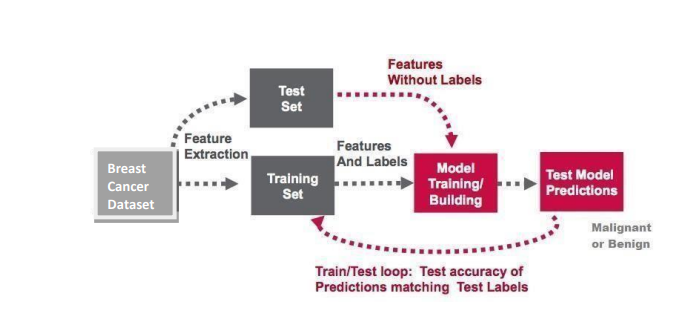 Features
Without Labels
Test
Set
Feature
Extraction
Features
And Labels
Breast
Cancer
Dataset
Training
Set
Model
Training/
Building
Test Model
Predictions
Malignant
or Benign
Train/Test loop: Test accuracy of
Predictions matching Test Labels